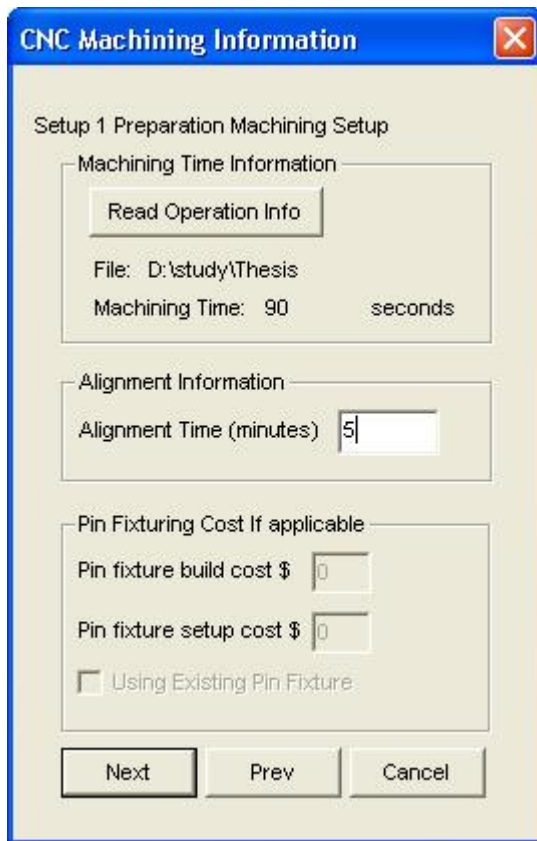 CNC Machining Information
Setup 1 Preparation Machining Setup
Machining Time Information
Read Operation Info
File: D:\study\Thesis
Machining Time: 90 seconds
Alignment Information
Alignment Time (minutes) 5
Pin Fixturing Cost If applicable
Pin fixture build cost $ 0
Pin fixture setup cost $ 0
Using Existing Pin Fixture
Next Prev Cancel